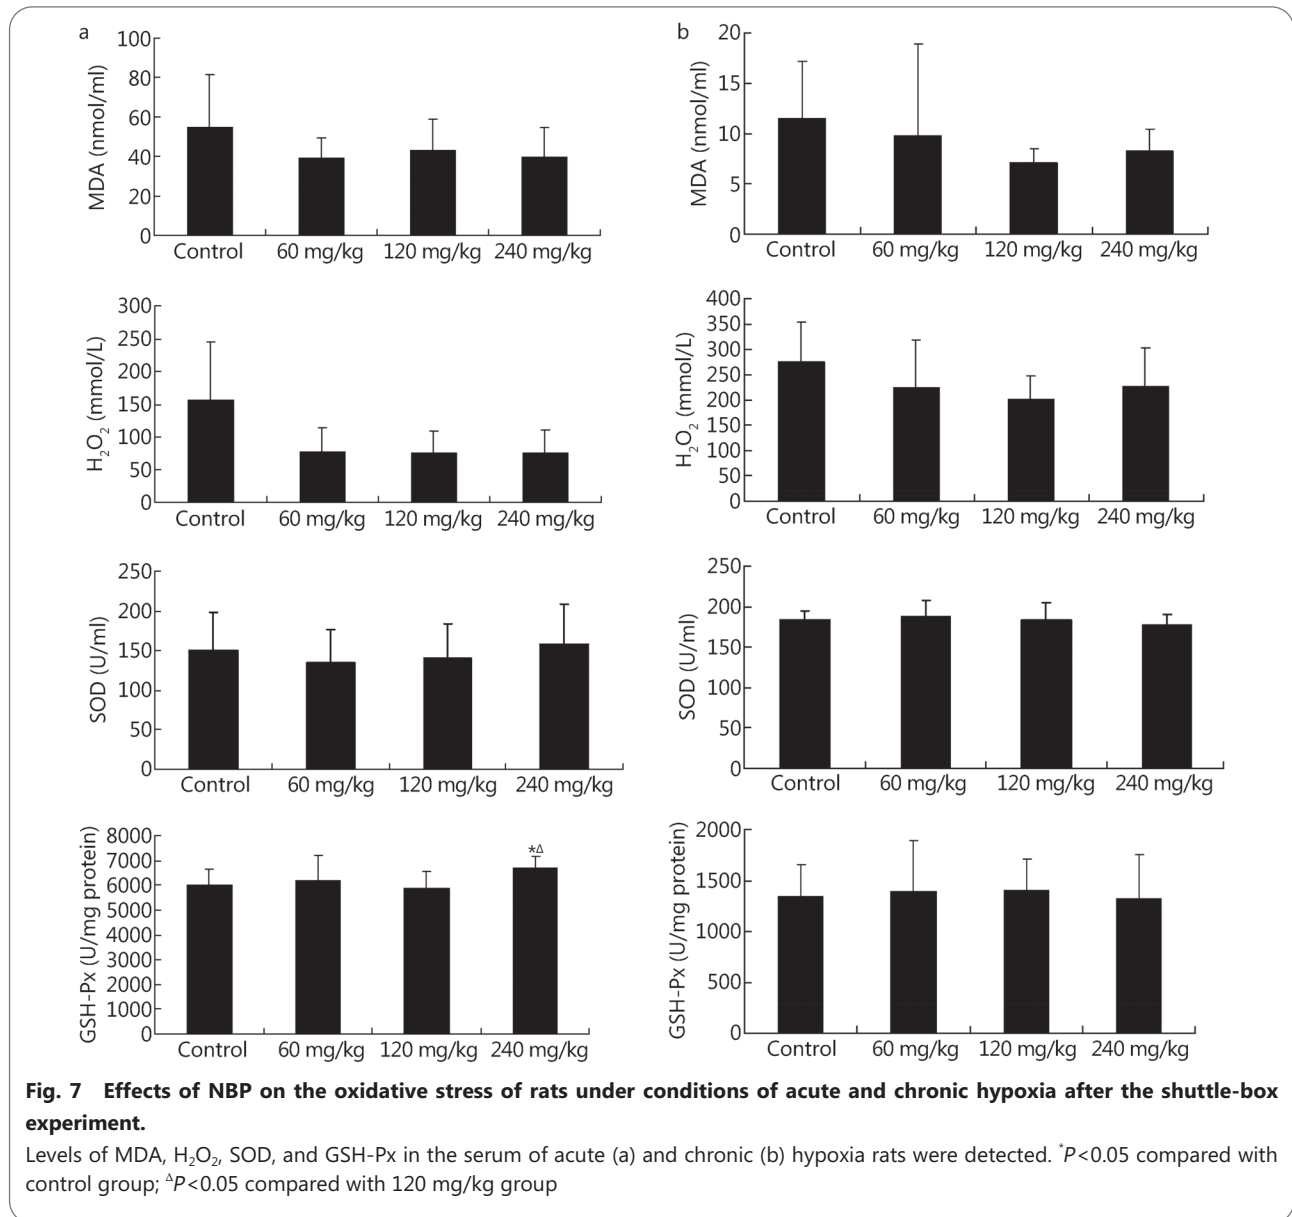 a
MDA (nmol/ml)
100
80
60
40
20
0
Control 60 mg/kg 120 mg/kg 240 mg/kg
H₂O₂ (mmol/L)
300
250
200
150
100
50
0
Control 60 mg/kg 120 mg/kg 240 mg/kg
SOD (U/ml)
250
200
150
100
50
0
Control 60 mg/kg 120 mg/kg 240 mg/kg
GSH-Px (U/mg protein)
8000
7000
6000
5000
4000
3000
2000
1000
0
*Δ
Control 60 mg/kg 120 mg/kg 240 mg/kg
b
MDA (nmol/ml)
20
15
10
5
0
Control 60 mg/kg 120 mg/kg 240 mg/kg
H₂O₂ (mmol/L)
400
350
300
250
200
150
100
50
0
Control 60 mg/kg 120 mg/kg 240 mg/kg
SOD (U/ml)
250
200
150
100
50
0
Control 60 mg/kg 120 mg/kg 240 mg/kg
GSH-Px (U/mg protein)
2000
1500
1000
500
0
Control 60 mg/kg 120 mg/kg 240 mg/kg
Fig. 7 Effects of NBP on the oxidative stress of rats under conditions of acute and chronic hypoxia after the shuttle-box
experiment.
Levels of MDA, H₂O₂, SOD, and GSH-Px in the serum of acute (a) and chronic (b) hypoxia rats were detected. *P<0.05 compared with
control group; ΔP<0.05 compared with 120 mg/kg group